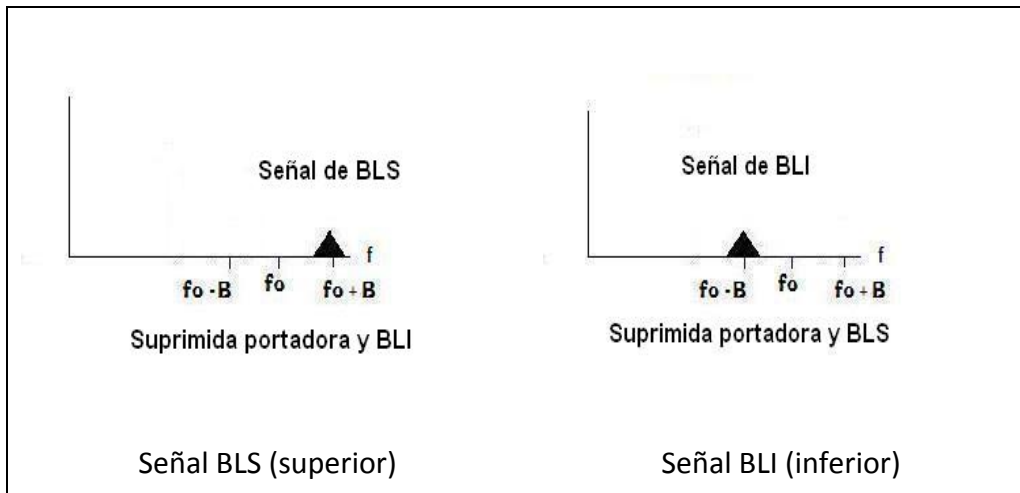 Señal de BLS
f
fo -B fo fo + B
Suprimida portadora y BLI
Señal BLS (superior)
Señal de BLI
f
fo -B fo fo + B
Suprimida portadora y BLS
Señal BLI (inferior)